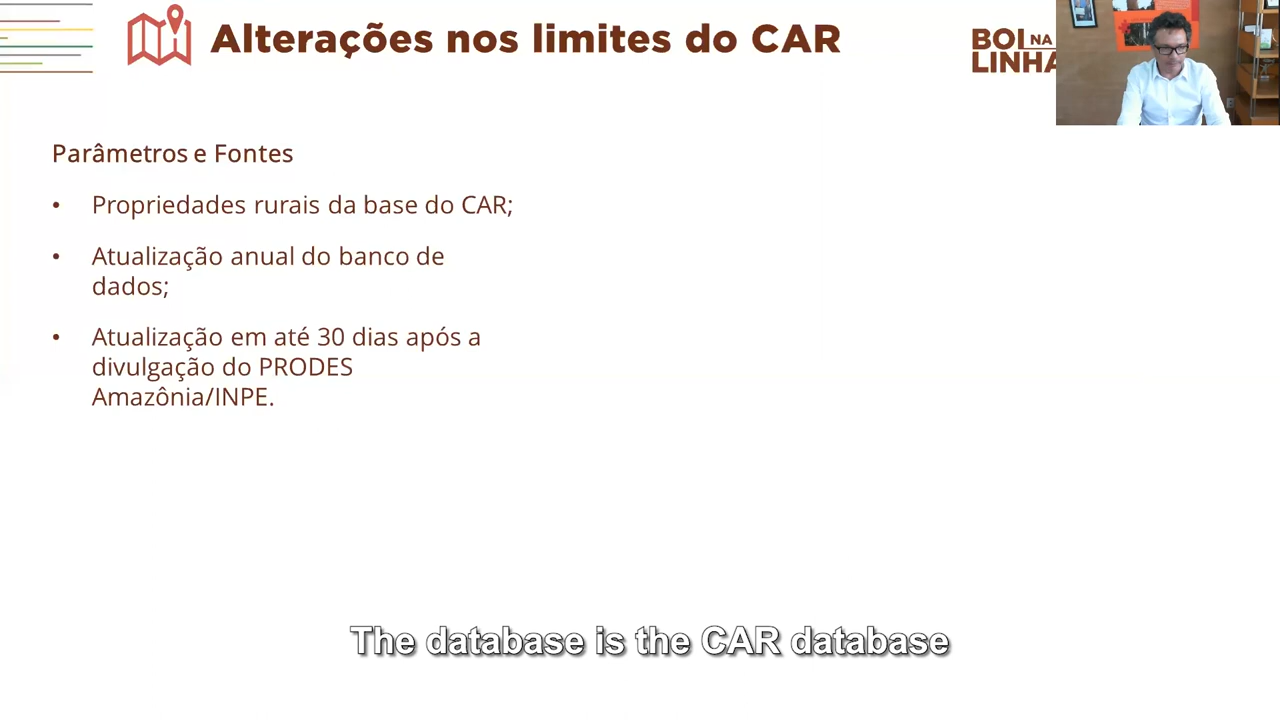 Alterações nos limites do CAR
BOI NA
LINHA
Parâmetros e Fontes
• Propriedades rurais da base do CAR;
• Atualização anual do banco de
dados;
• Atualização em até 30 dias após a
divulgação do PRODES
Amazônia/INPE.
The database is the CAR database